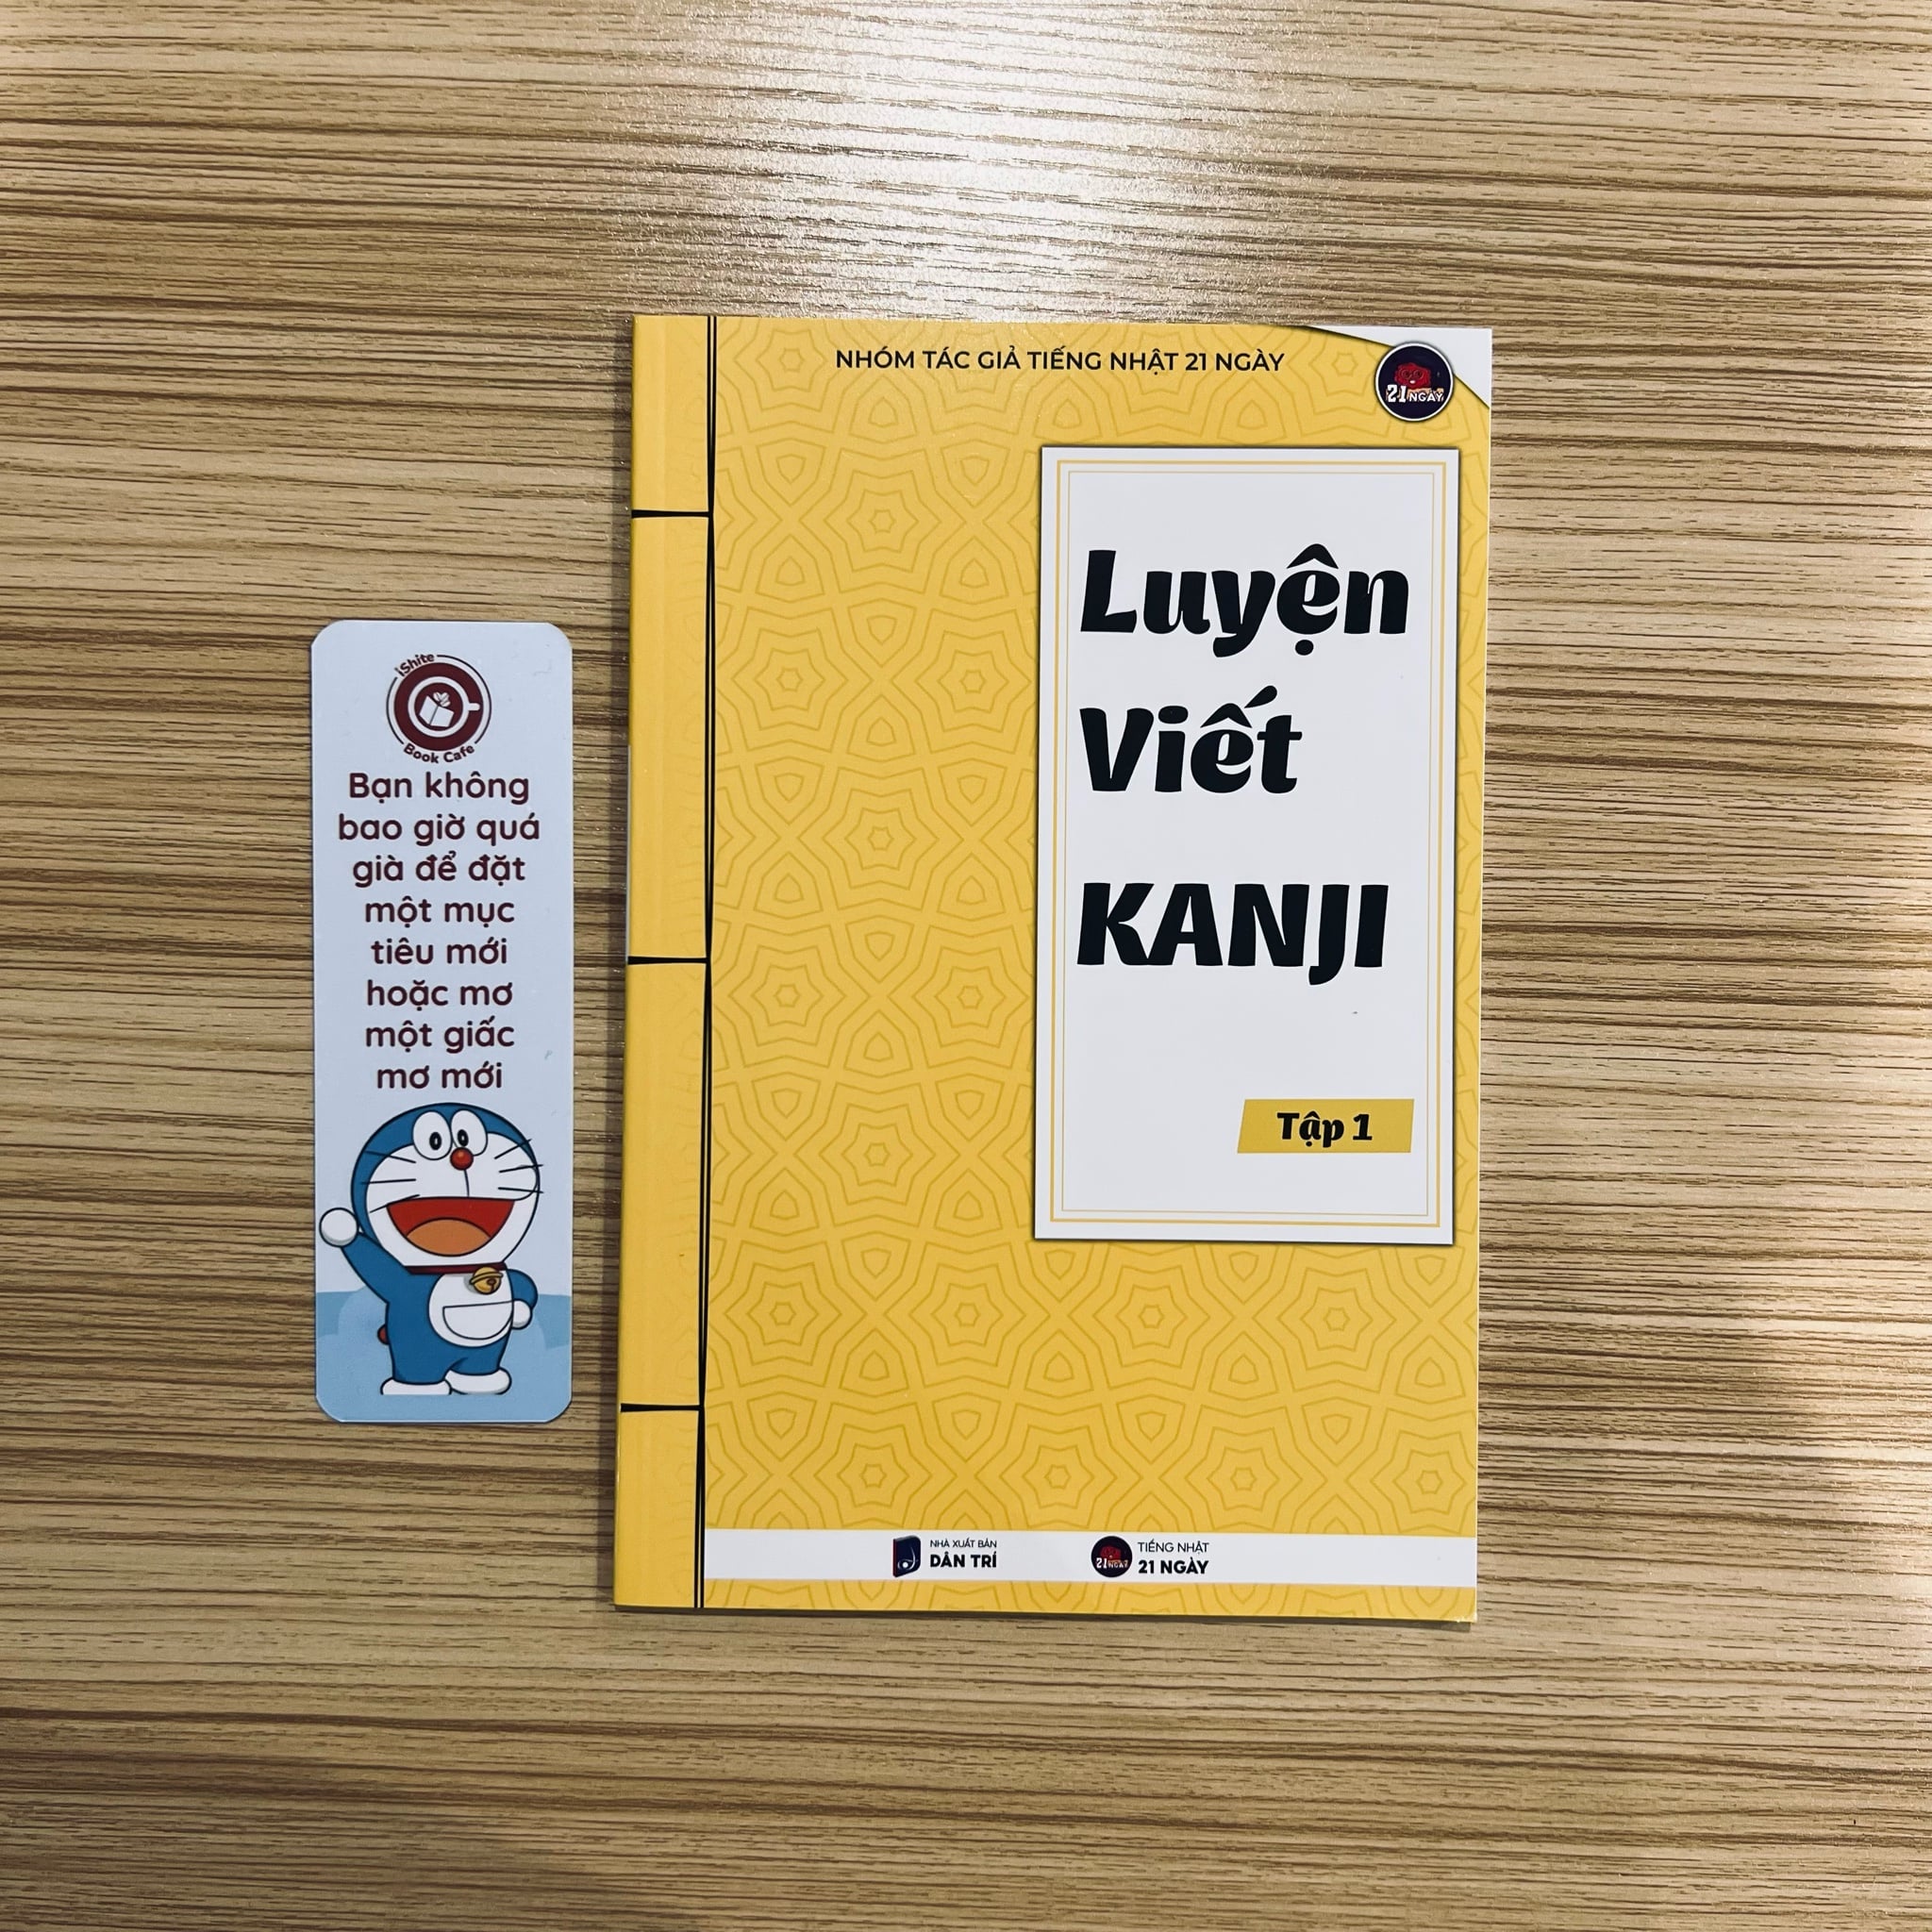 iShite
Book Cafe
Bạn không
bao giờ quá
già để đặt
một mục
tiêu mới
hoặc mơ
một giấc
mơ mới
NHÓM TÁC GIẢ TIẾNG NHẬT 21 NGÀY
21 NGÀY
Luyện
Viết
KANJI
Tập 1
NHÀ XUẤT BẢN
DÂN TRÍ
21 NGÀY
TIẾNG NHẬT
21 NGÀY